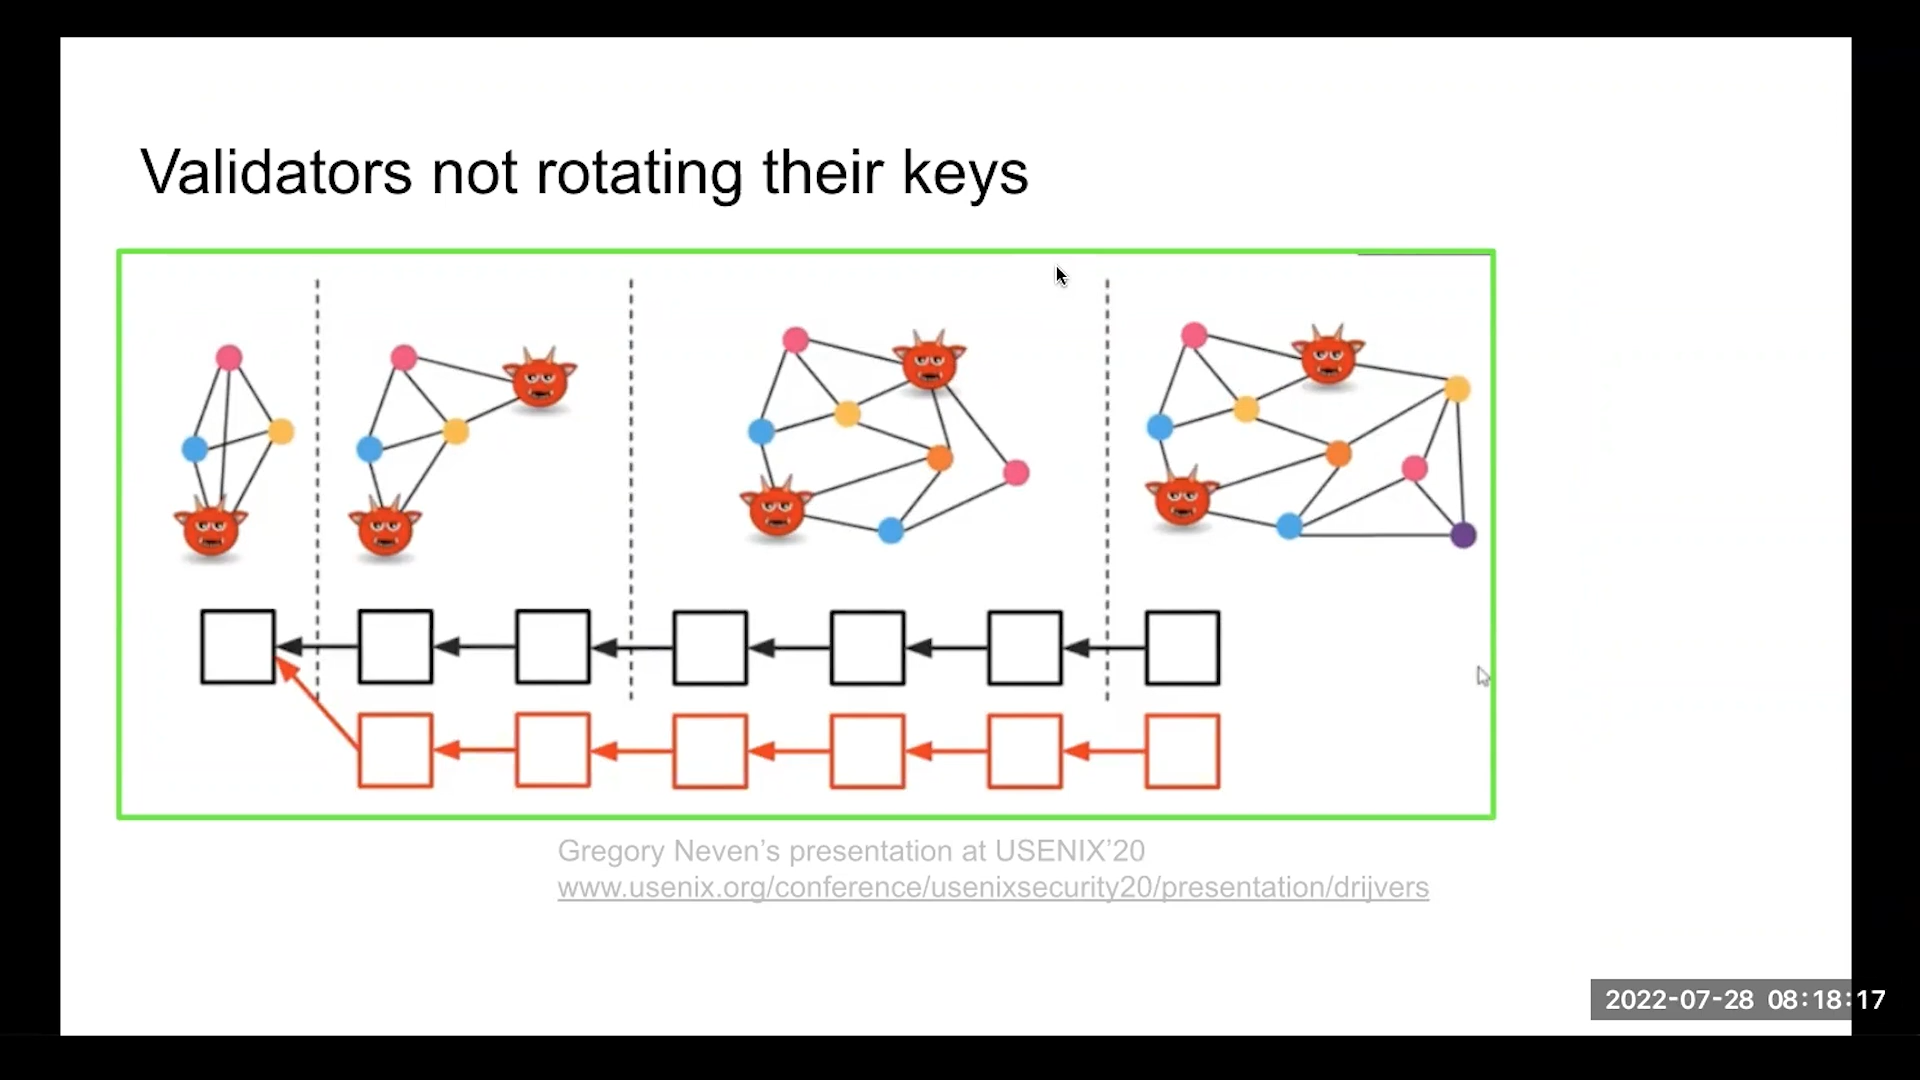 Validators not rotating their keys
Gregory Neven’s presentation at USENIX’20
www.usenix.org/conference/usenixsecurity20/presentation/drijvers
2022-07-28 08:18:17